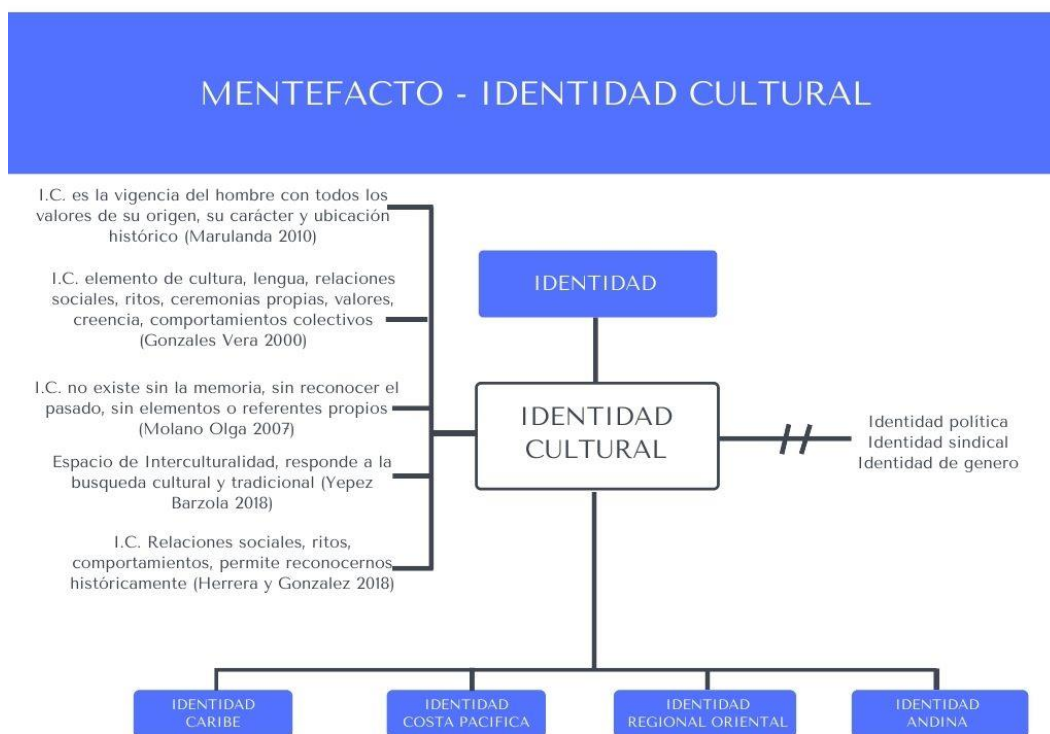 MENTEFACTO - IDENTIDAD CULTURAL
I.C. es la vigencia del hombre con todos los
valores de su origen, su carácter y ubicación
histórico (Marulanda 2010)
I.C. elemento de cultura, lengua, relaciones
sociales, ritos, ceremonias propias, valores,
creencia, comportamientos colectivos
(Gonzales Vera 2000)
I.C. no existe sin la memoria, sin reconocer el
pasado, sin elementos o referentes propios
(Molano Olga 2007)
Espacio de Interculturalidad, responde a la
busqueda cultural y tradicional (Yepez
Barzola 2018)
I.C. Relaciones sociales, ritos,
comportamientos, permite reconocernos
históricamente (Herrera y Gonzalez 2018)
IDENTIDAD
IDENTIDAD
CULTURAL
Identidad política
Identidad sindical
Identidad de genero
IDENTIDAD
CARIBE
IDENTIDAD
COSTA PACIFICA
IDENTIDAD
REGIONAL ORIENTAL
IDENTIDAD
ANDINA